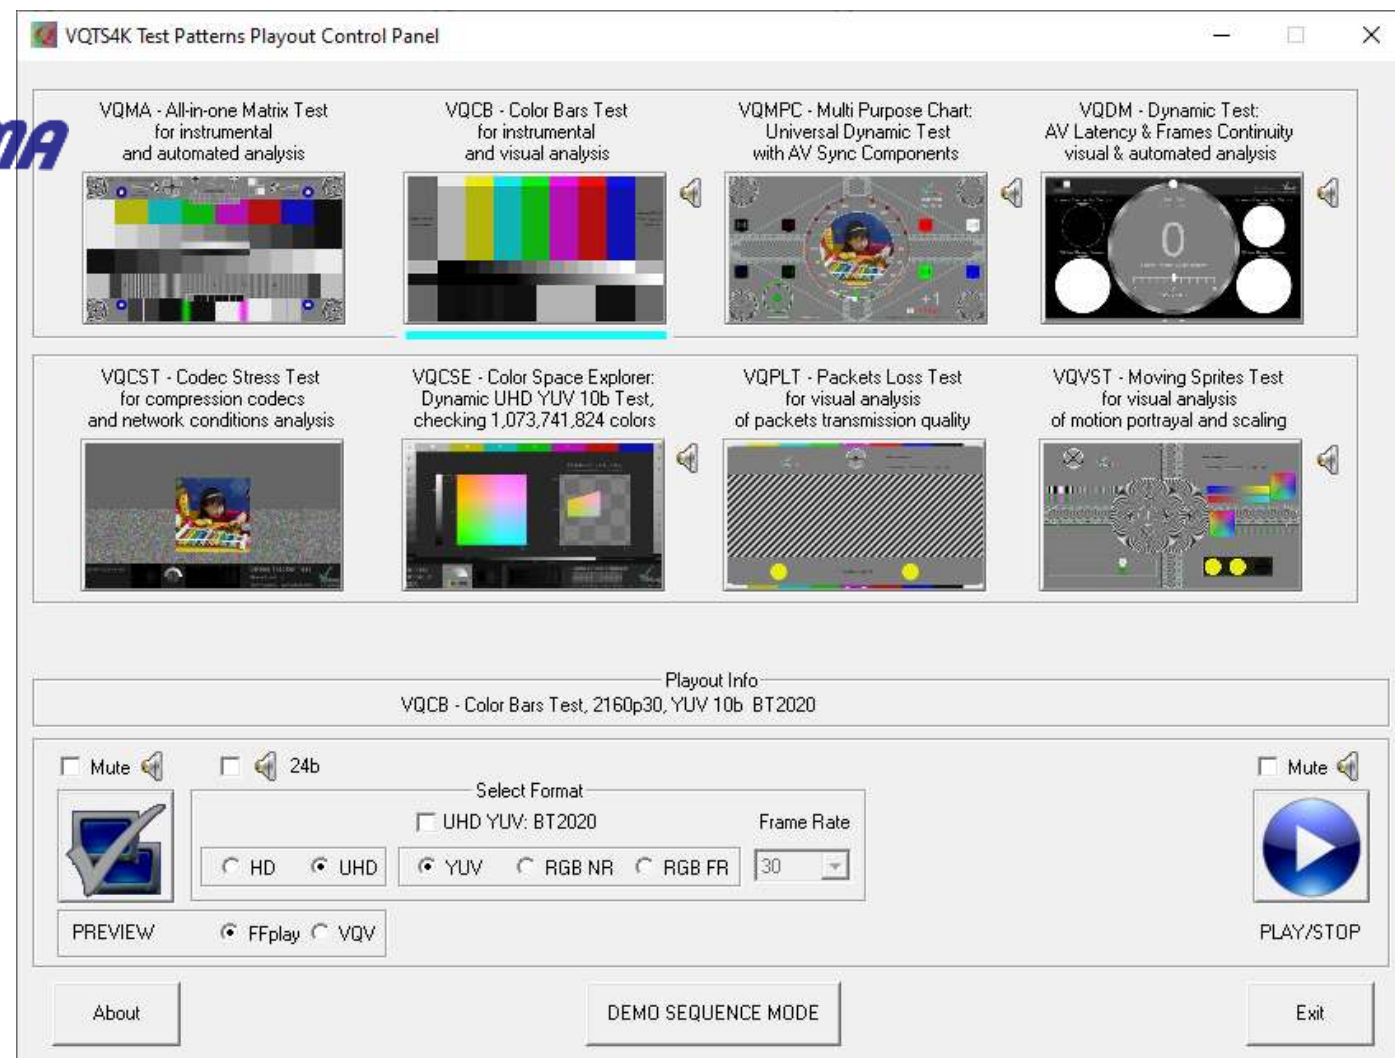 VQTS4K Test Patterns Playout Control Panel
MA
VQMA - All-in-one Matrix Test
for instrumental
and automated analysis
VQCB - Color Bars Test
for instrumental
and visual analysis
VQMPC - Multi Purpose Chart:
Universal Dynamic Test
with AV Sync Components
VQDM - Dynamic Test:
AV Latency & Frames Continuity
visual & automated analysis
+1
0
VQCST - Codec Stress Test
for compression codecs
and network conditions analysis
VQCSE - Color Space Explorer:
Dynamic UHD YUV 10b Test,
checking 1,073,741,824 colors
VQPLT - Packets Loss Test
for visual analysis
of packets transmission quality
VQVST - Moving Sprites Test
for visual analysis
of motion portrayal and scaling
Playout Info
VQCB - Color Bars Test, 2160p30, YUV 10b BT2020
Mute
24b
Mute
Select Format
UHD YUV: BT2020
Frame Rate
HD UHD YUV RGB NR RGB FR 30
PREVIEW
FFplay VQV
PLAY/STOP
About
DEMO SEQUENCE MODE
Exit